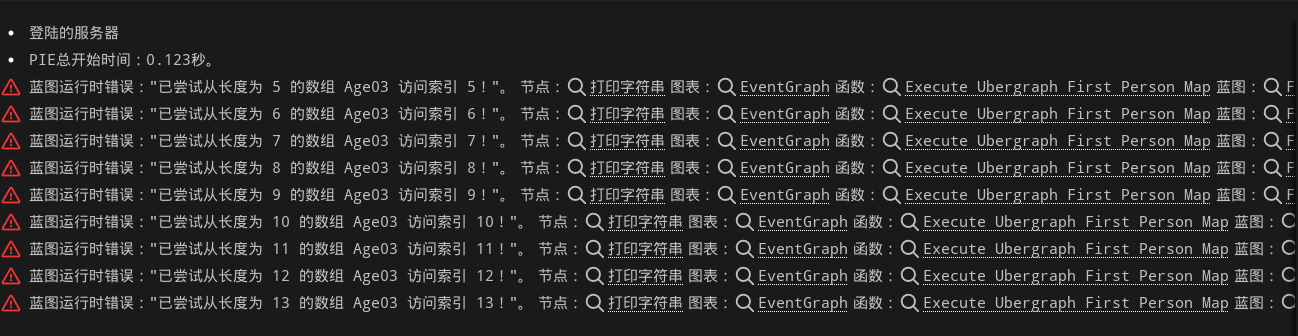 登陆的服务器
PIE总开始时间：0.123秒。
蓝图运行时错误："已尝试从长度为 5 的数组 Age03 访问索引 5！"。 节点： 打印字符串 图表： EventGraph 函数： Execute Ubergraph First Person Map 蓝图： F
蓝图运行时错误："已尝试从长度为 6 的数组 Age03 访问索引 6！"。 节点： 打印字符串 图表： EventGraph 函数： Execute Ubergraph First Person Map 蓝图： F
蓝图运行时错误："已尝试从长度为 7 的数组 Age03 访问索引 7！"。 节点： 打印字符串 图表： EventGraph 函数： Execute Ubergraph First Person Map 蓝图： F
蓝图运行时错误："已尝试从长度为 8 的数组 Age03 访问索引 8！"。 节点： 打印字符串 图表： EventGraph 函数： Execute Ubergraph First Person Map 蓝图： F
蓝图运行时错误："已尝试从长度为 9 的数组 Age03 访问索引 9！"。 节点： 打印字符串 图表： EventGraph 函数： Execute Ubergraph First Person Map 蓝图： F
蓝图运行时错误："已尝试从长度为 10 的数组 Age03 访问索引 10！"。 节点： 打印字符串 图表： EventGraph 函数： Execute Ubergraph First Person Map 蓝图：
蓝图运行时错误："已尝试从长度为 11 的数组 Age03 访问索引 11！"。 节点： 打印字符串 图表： EventGraph 函数： Execute Ubergraph First Person Map 蓝图：
蓝图运行时错误："已尝试从长度为 12 的数组 Age03 访问索引 12！"。 节点： 打印字符串 图表： EventGraph 函数： Execute Ubergraph First Person Map 蓝图：
蓝图运行时错误："已尝试从长度为 13 的数组 Age03 访问索引 13！"。 节点： 打印字符串 图表： EventGraph 函数： Execute Ubergraph First Person Map 蓝图：